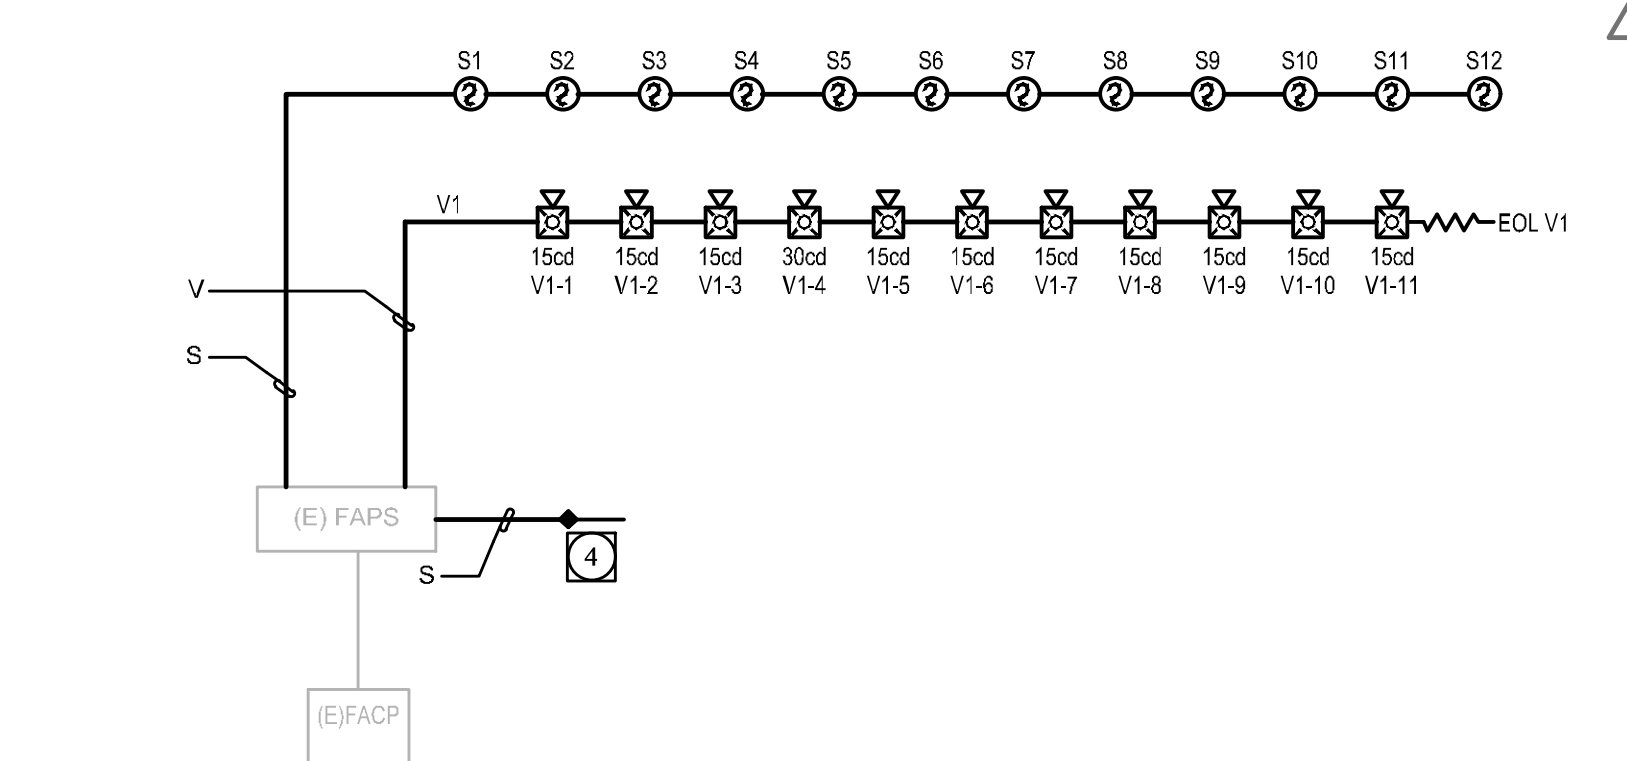 S1 S2 S3 S4 S5 S6 S7 S8 S9 S10 S11 S12
V1
EOL V1
15cd 15cd 15cd 30cd 15cd 15cd 15cd 15cd 15cd 15cd 15cd
V1-1 V1-2 V1-3 V1-4 V1-5 V1-6 V1-7 V1-8 V1-9 V1-10 V1-11
V
S
(E) FAPS
4
S
(E)FACP